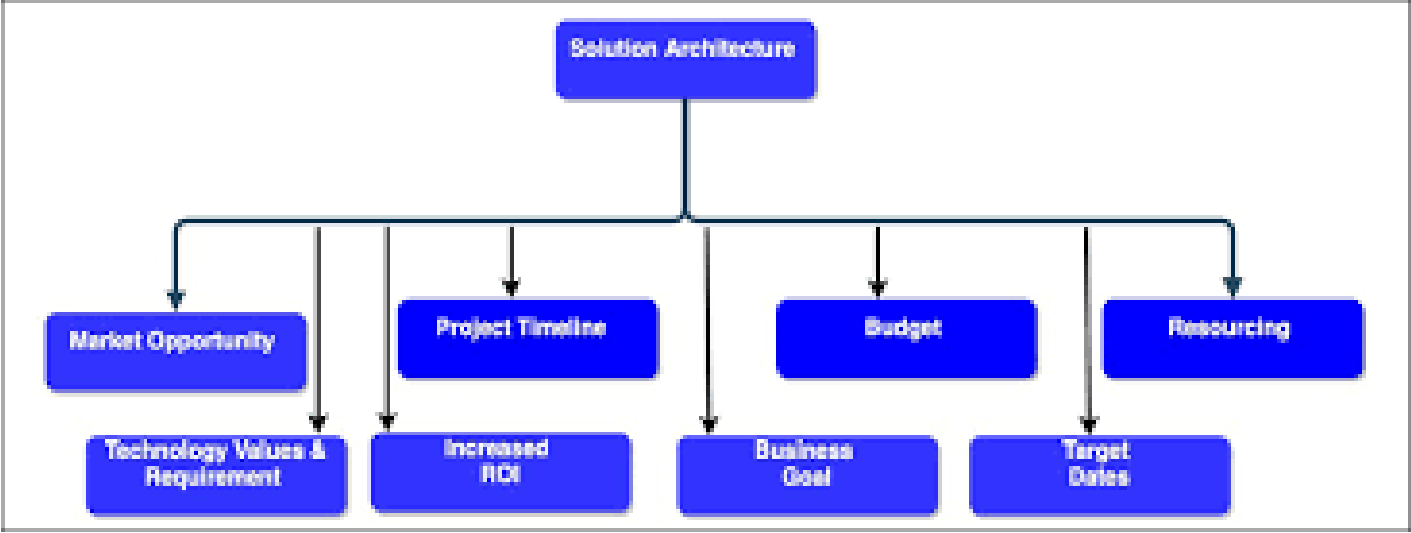 Solution Architecture
Market Opportunity
Project Timeline
Budget
Resourcing
Technology Values &
Requirement
Increased
ROI
Business
Goal
Target
Dates